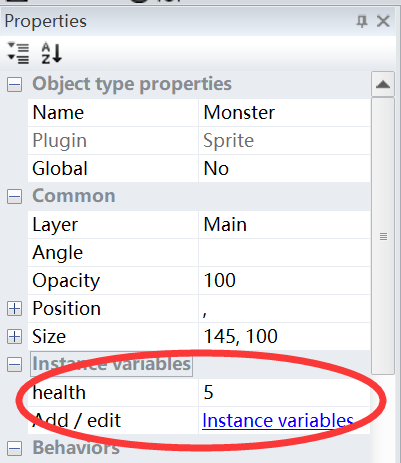 Properties
Object type properties
Name Monster
Plugin Sprite
Global No
Common
Layer Main
Angle
Opacity 100
Position ,
Size 145, 100
Instance variables
health 5
Add / edit Instance variables
Behaviors